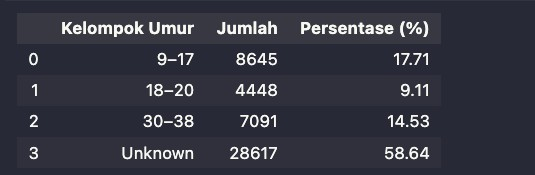 Kelompok Umur Jumlah Persentase (%)
0 9–17 8645 17.71
1 18–20 4448 9.11
2 30–38 7091 14.53
3 Unknown 28617 58.64